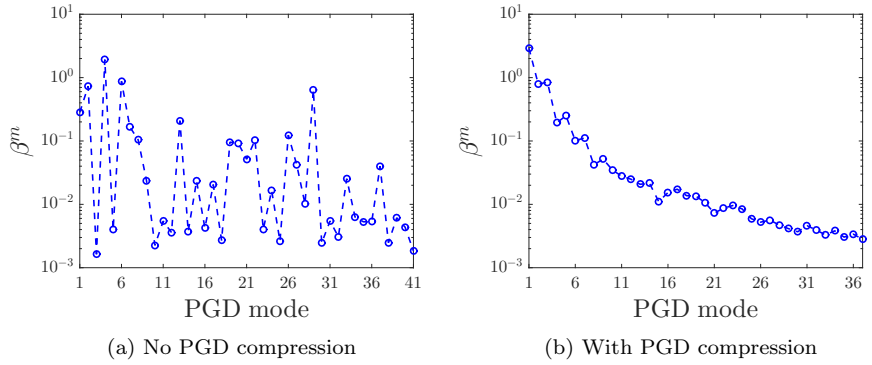 10^1
10^0
10^{-1}
10^{-2}
10^{-3}
β^m
1 6 11 16 21 26 31 36 41
PGD mode
(a) No PGD compression
10^1
10^0
10^{-1}
10^{-2}
10^{-3}
β^m
1 6 11 16 21 26 31 36
PGD mode
(b) With PGD compression